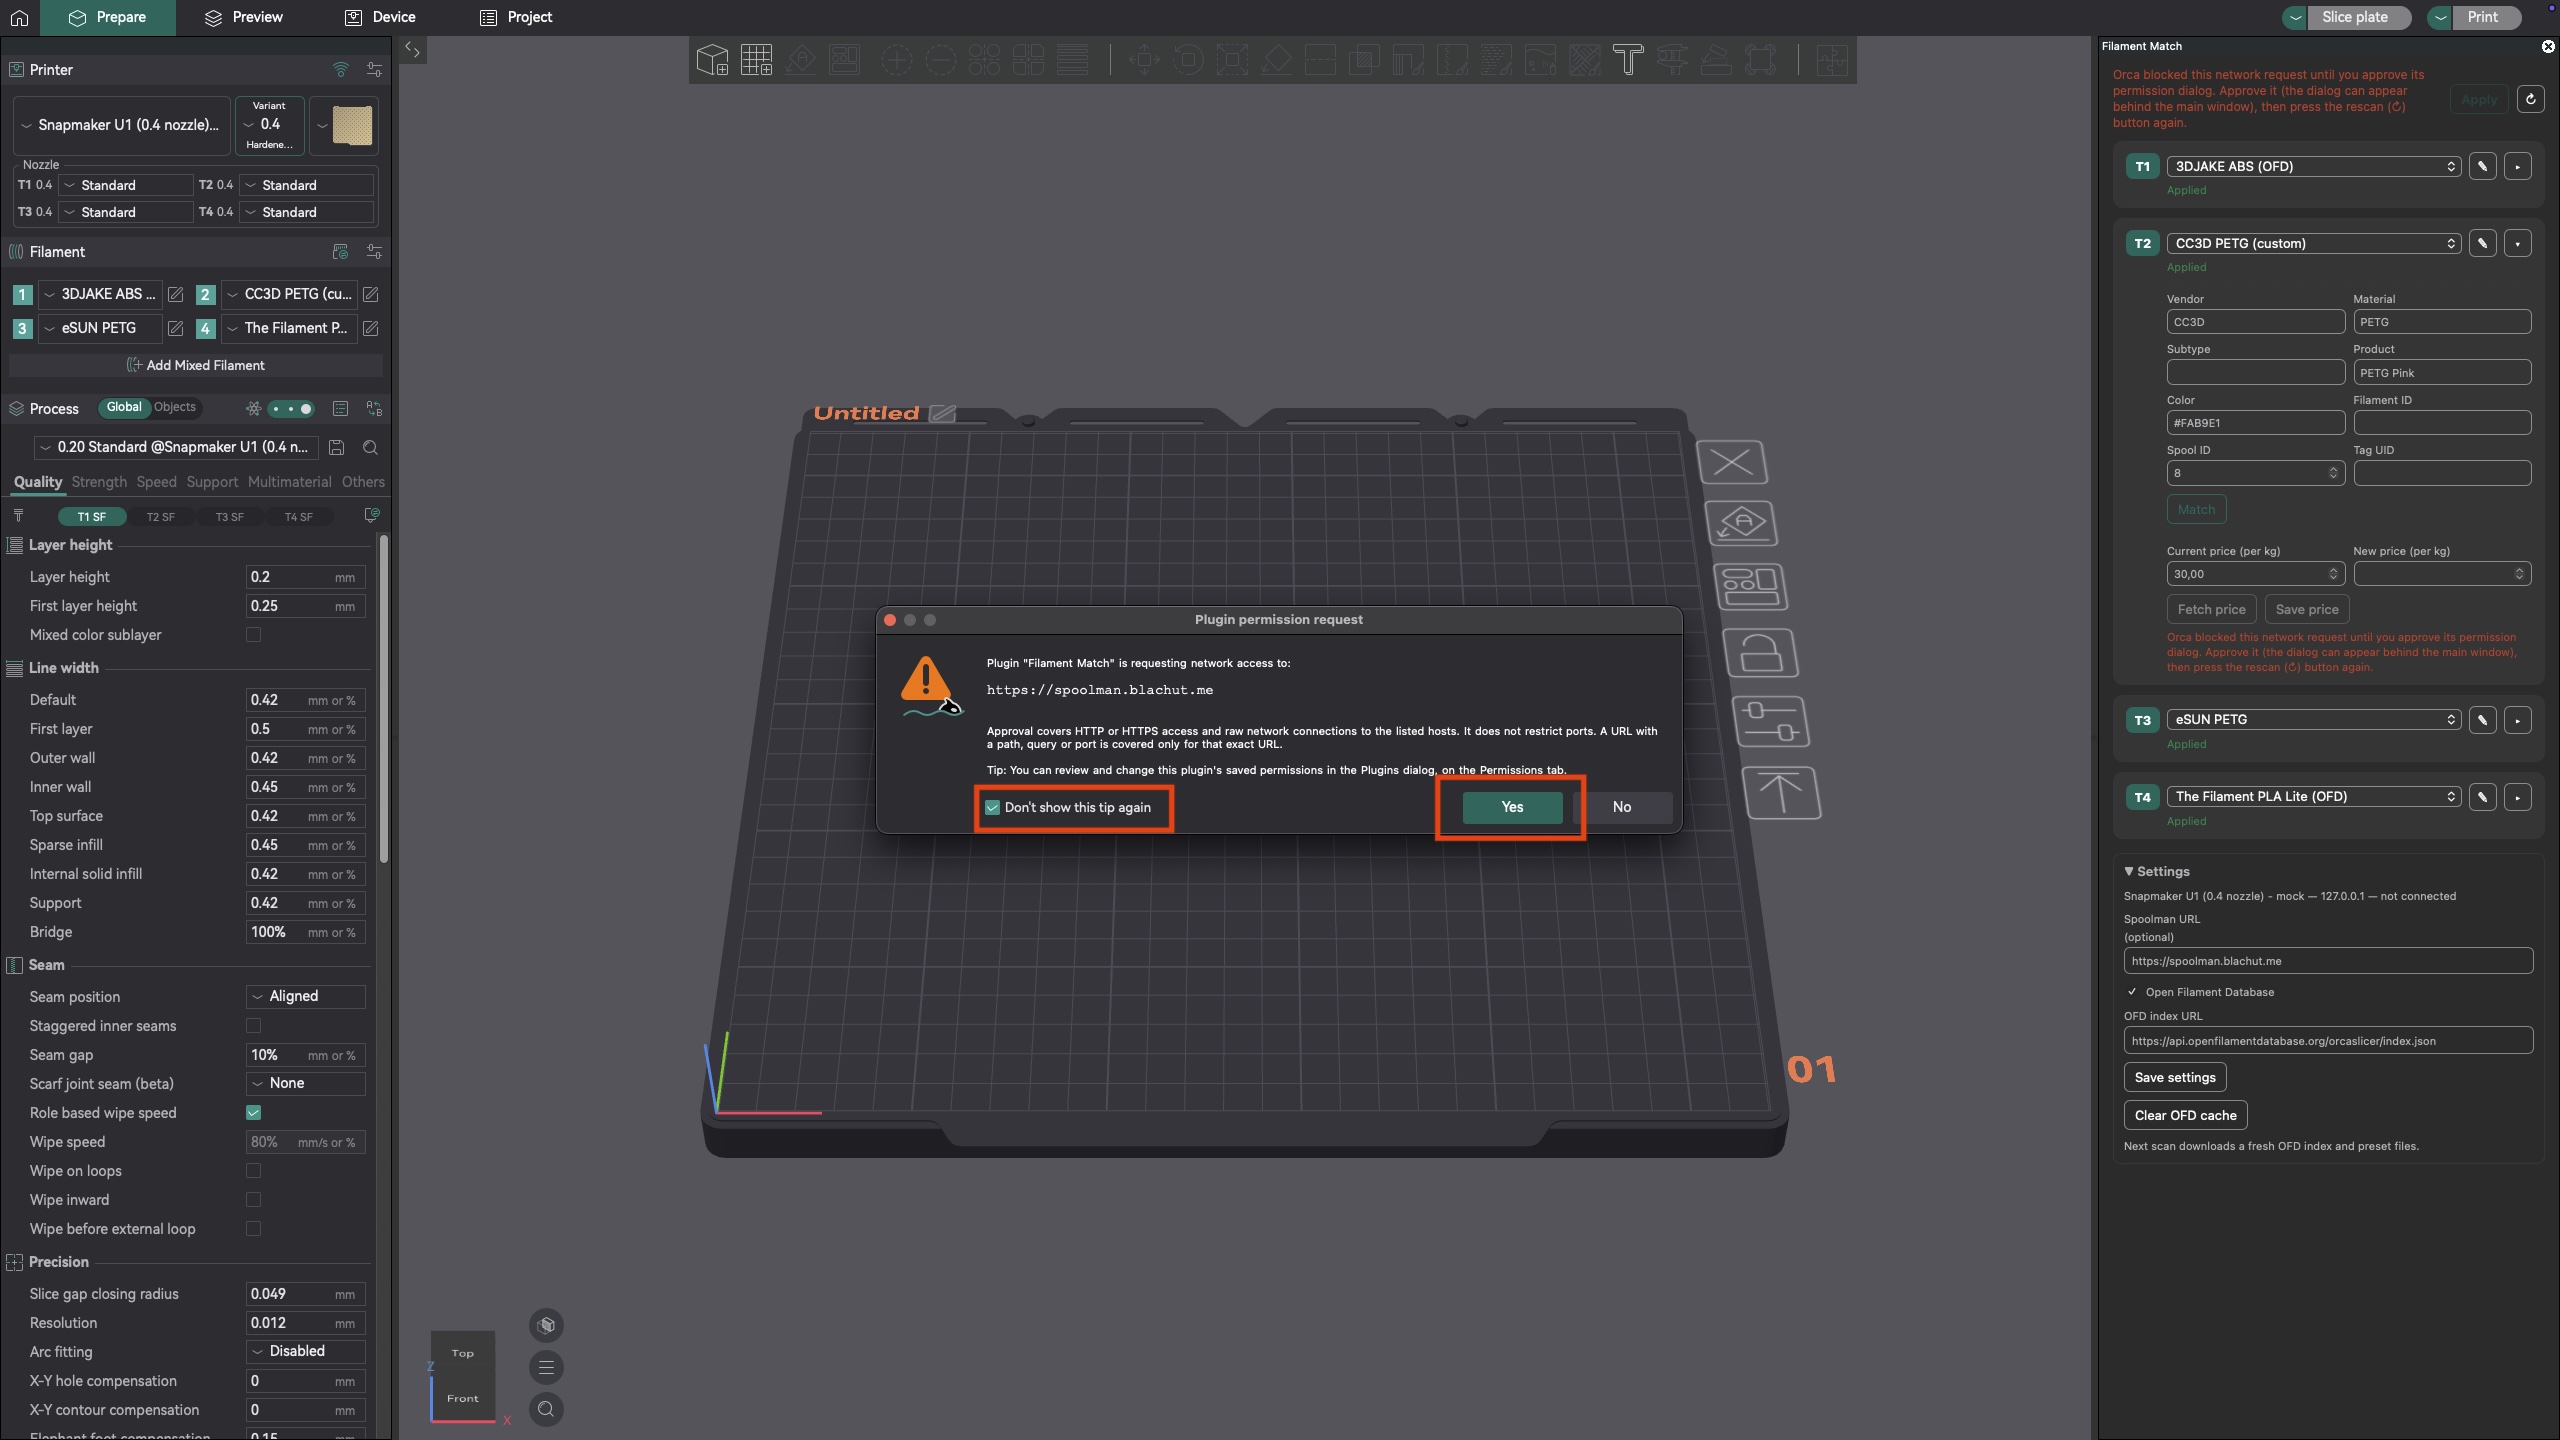 Prepare
Preview
Device
Project
Slice plate
Print
Printer
Snapmaker U1 (0.4 nozzle)...
Variant
0.4
Hardene...
Nozzle
T1 0.4 Standard T2 0.4 Standard
T3 0.4 Standard T4 0.4 Standard
Filament
1 3DJAKE ABS ... 2 CC3D PETG (cu...
3 eSUN PETG 4 The Filament P...
Add Mixed Filament
Process Global Objects
0.20 Standard @Snapmaker U1 (0.4 n...
Quality Strength Speed Support Multimaterial Others
T1 SF T2 SF T3 SF T4 SF
Layer height
Layer height 0.2 mm
First layer height 0.25 mm
Mixed color sublayer
Line width
Default 0.42 mm or %
First layer 0.5 mm or %
Outer wall 0.42 mm or %
Inner wall 0.45 mm or %
Top surface 0.42 mm or %
Sparse infill 0.45 mm or %
Internal solid infill 0.42 mm or %
Support 0.42 mm or %
Bridge 100% mm or %
Seam
Seam position Aligned
Staggered inner seams
Seam gap 10% mm or %
Scarf joint seam (beta) None
Role based wipe speed
Wipe speed 80% mm/s or %
Wipe on loops
Wipe inward
Wipe before external loop
Precision
Slice gap closing radius 0.049 mm
Resolution 0.012 mm
Arc fitting Disabled
X-Y hole compensation 0 mm
X-Y contour compensation 0 mm
Elephant foot compensation 0.15 mm
Untitled
01
Top
Front
Z
X
Plugin permission request
Plugin "Filament Match" is requesting network access to:
https://spoolman.blachut.me
Approval covers HTTP or HTTPS access and raw network connections to the listed hosts. It does not restrict ports. A URL with
a path, query or port is covered only for that exact URL.
Tip: You can review and change this plugin's saved permissions in the Plugins dialog, on the Permissions tab.
Don't show this tip again
Yes
No
Filament Match
Orca blocked this network request until you approve its
permission dialog. Approve it (the dialog can appear
behind the main window), then press the rescan (↻)
button again.
Apply
T1 3DJAKE ABS (OFD)
Applied
T2 CC3D PETG (custom)
Applied
Vendor Material
CC3D PETG
Subtype Product
PETG Pink
Color Filament ID
#FAB9E1
Spool ID Tag UID
8
Match
Current price (per kg) New price (per kg)
30,00
Fetch price Save price
Orca blocked this network request until you approve its permission
dialog. Approve it (the dialog can appear behind the main window),
then press the rescan (↻) button again.
T3 eSUN PETG
Applied
T4 The Filament PLA Lite (OFD)
Applied
▼ Settings
Snapmaker U1 (0.4 nozzle) - mock — 127.0.0.1 — not connected
Spoolman URL
(optional)
https://spoolman.blachut.me
✓ Open Filament Database
OFD index URL
https://api.openfilamentdatabase.org/orcaslicer/index.json
Save settings
Clear OFD cache
Next scan downloads a fresh OFD index and preset files.